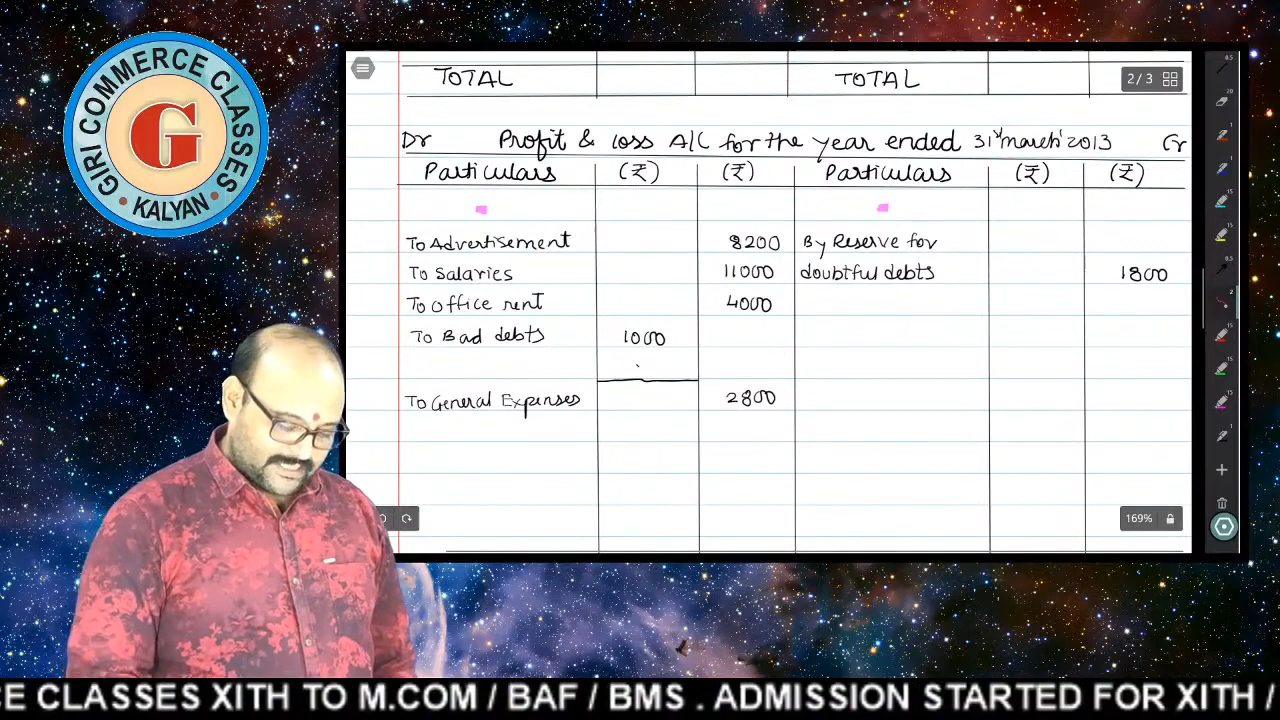 GIRI COMMERCE CLASSES
G
• KALYAN •
TOTAL TOTAL
2 / 3
Dr Profit & loss A/C for the year ended 31st march' 2013 Cr
Particulars (₹) (₹) Particulars (₹) (₹)
To Advertisement 8200 By Reserve for
To Salaries 11000 doubtful debts 1800
To Office rent 4000
To Bad debts 1000
To General Expenses 2800
169%
CE CLASSES XITH TO M.COM / BAF / BMS . ADMISSION STARTED FOR XITH /